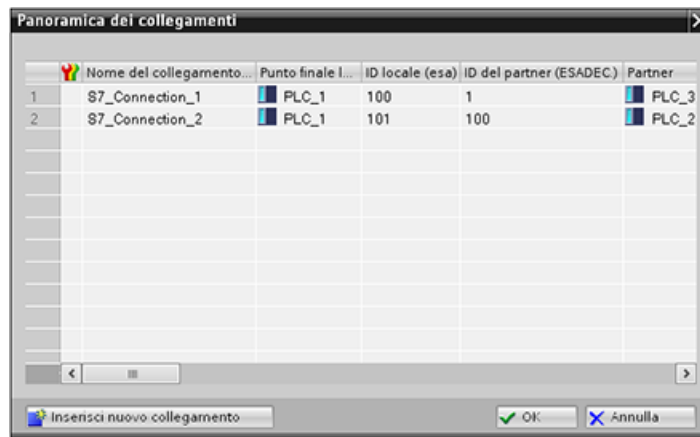 Panoramica dei collegamenti
Nome del collegamento... Punto finale l... ID locale (esa) ID del partner (ESADEC.) Partner
1 S7_Connection_1 PLC_1 100 1 PLC_3
2 S7_Connection_2 PLC_1 101 100 PLC_2
Inserisci nuovo collegamento OK Annulla